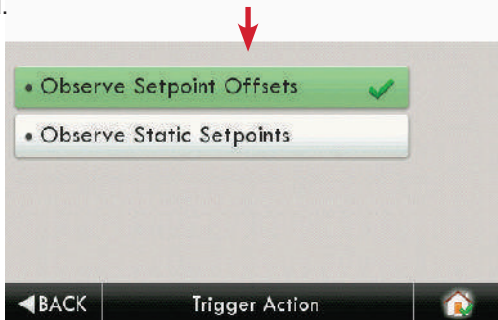 • Observe Setpoint Offsets
• Observe Static Setpoints
◀BACK Trigger Action